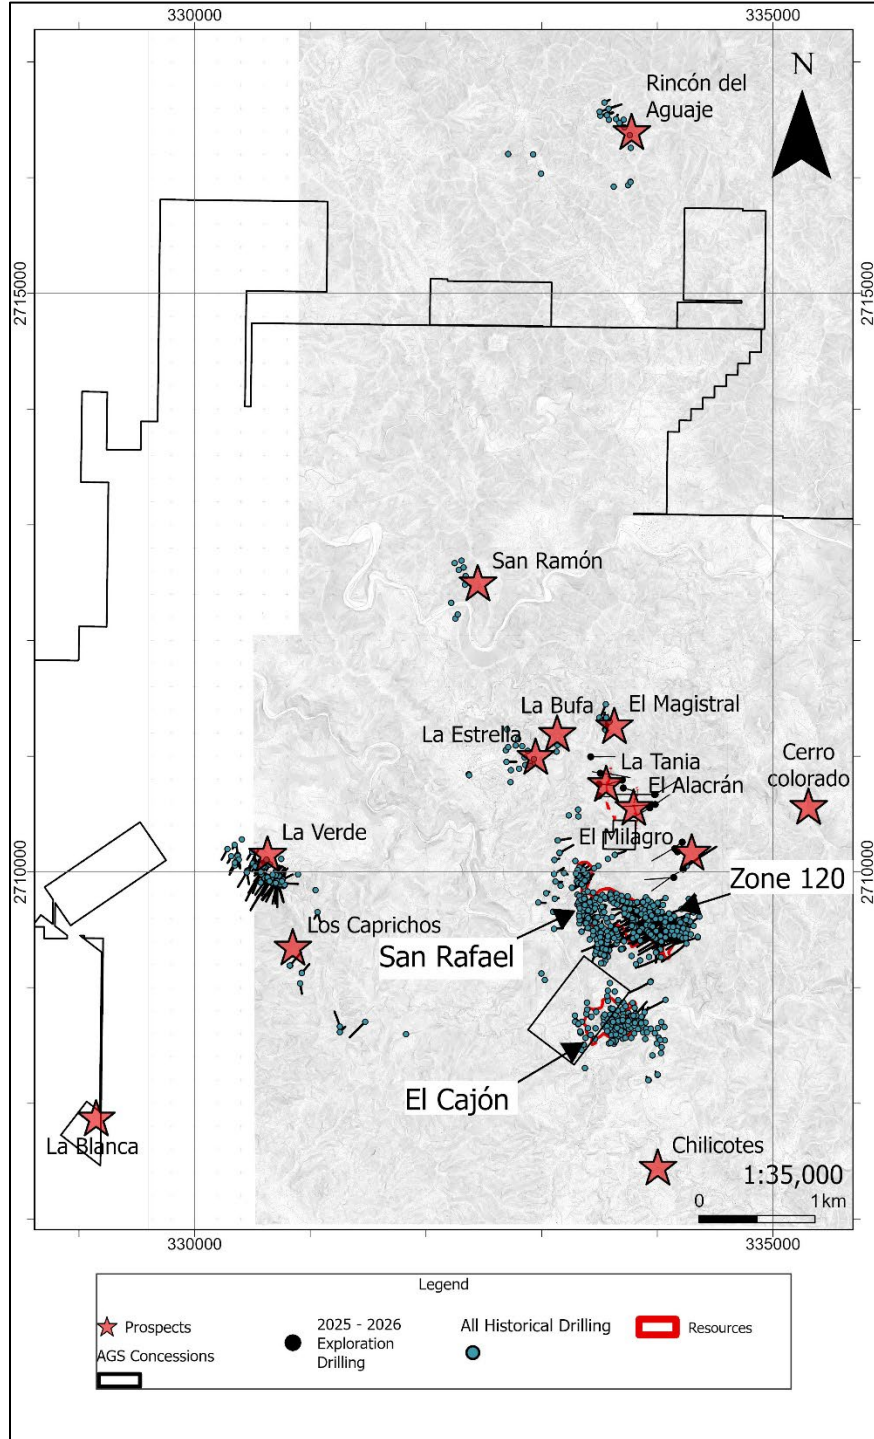 330000
335000
Rincón del
Aguaje
N
2715000
2715000
San Ramón
La Bufa
El Magistral
La Estrella
La Tania
Cerro
colorado
El Alacrán
La Verde
El Milagro
2710000
2710000
Zone 120
Los Caprichos
San Rafael
El Cajón
La Blanca
Chilicotes
1:35,000
0
1 km
330000
335000
Legend
Prospects
2025 - 2026
Exploration
Drilling
All Historical Drilling
Resources
AGS Concessions